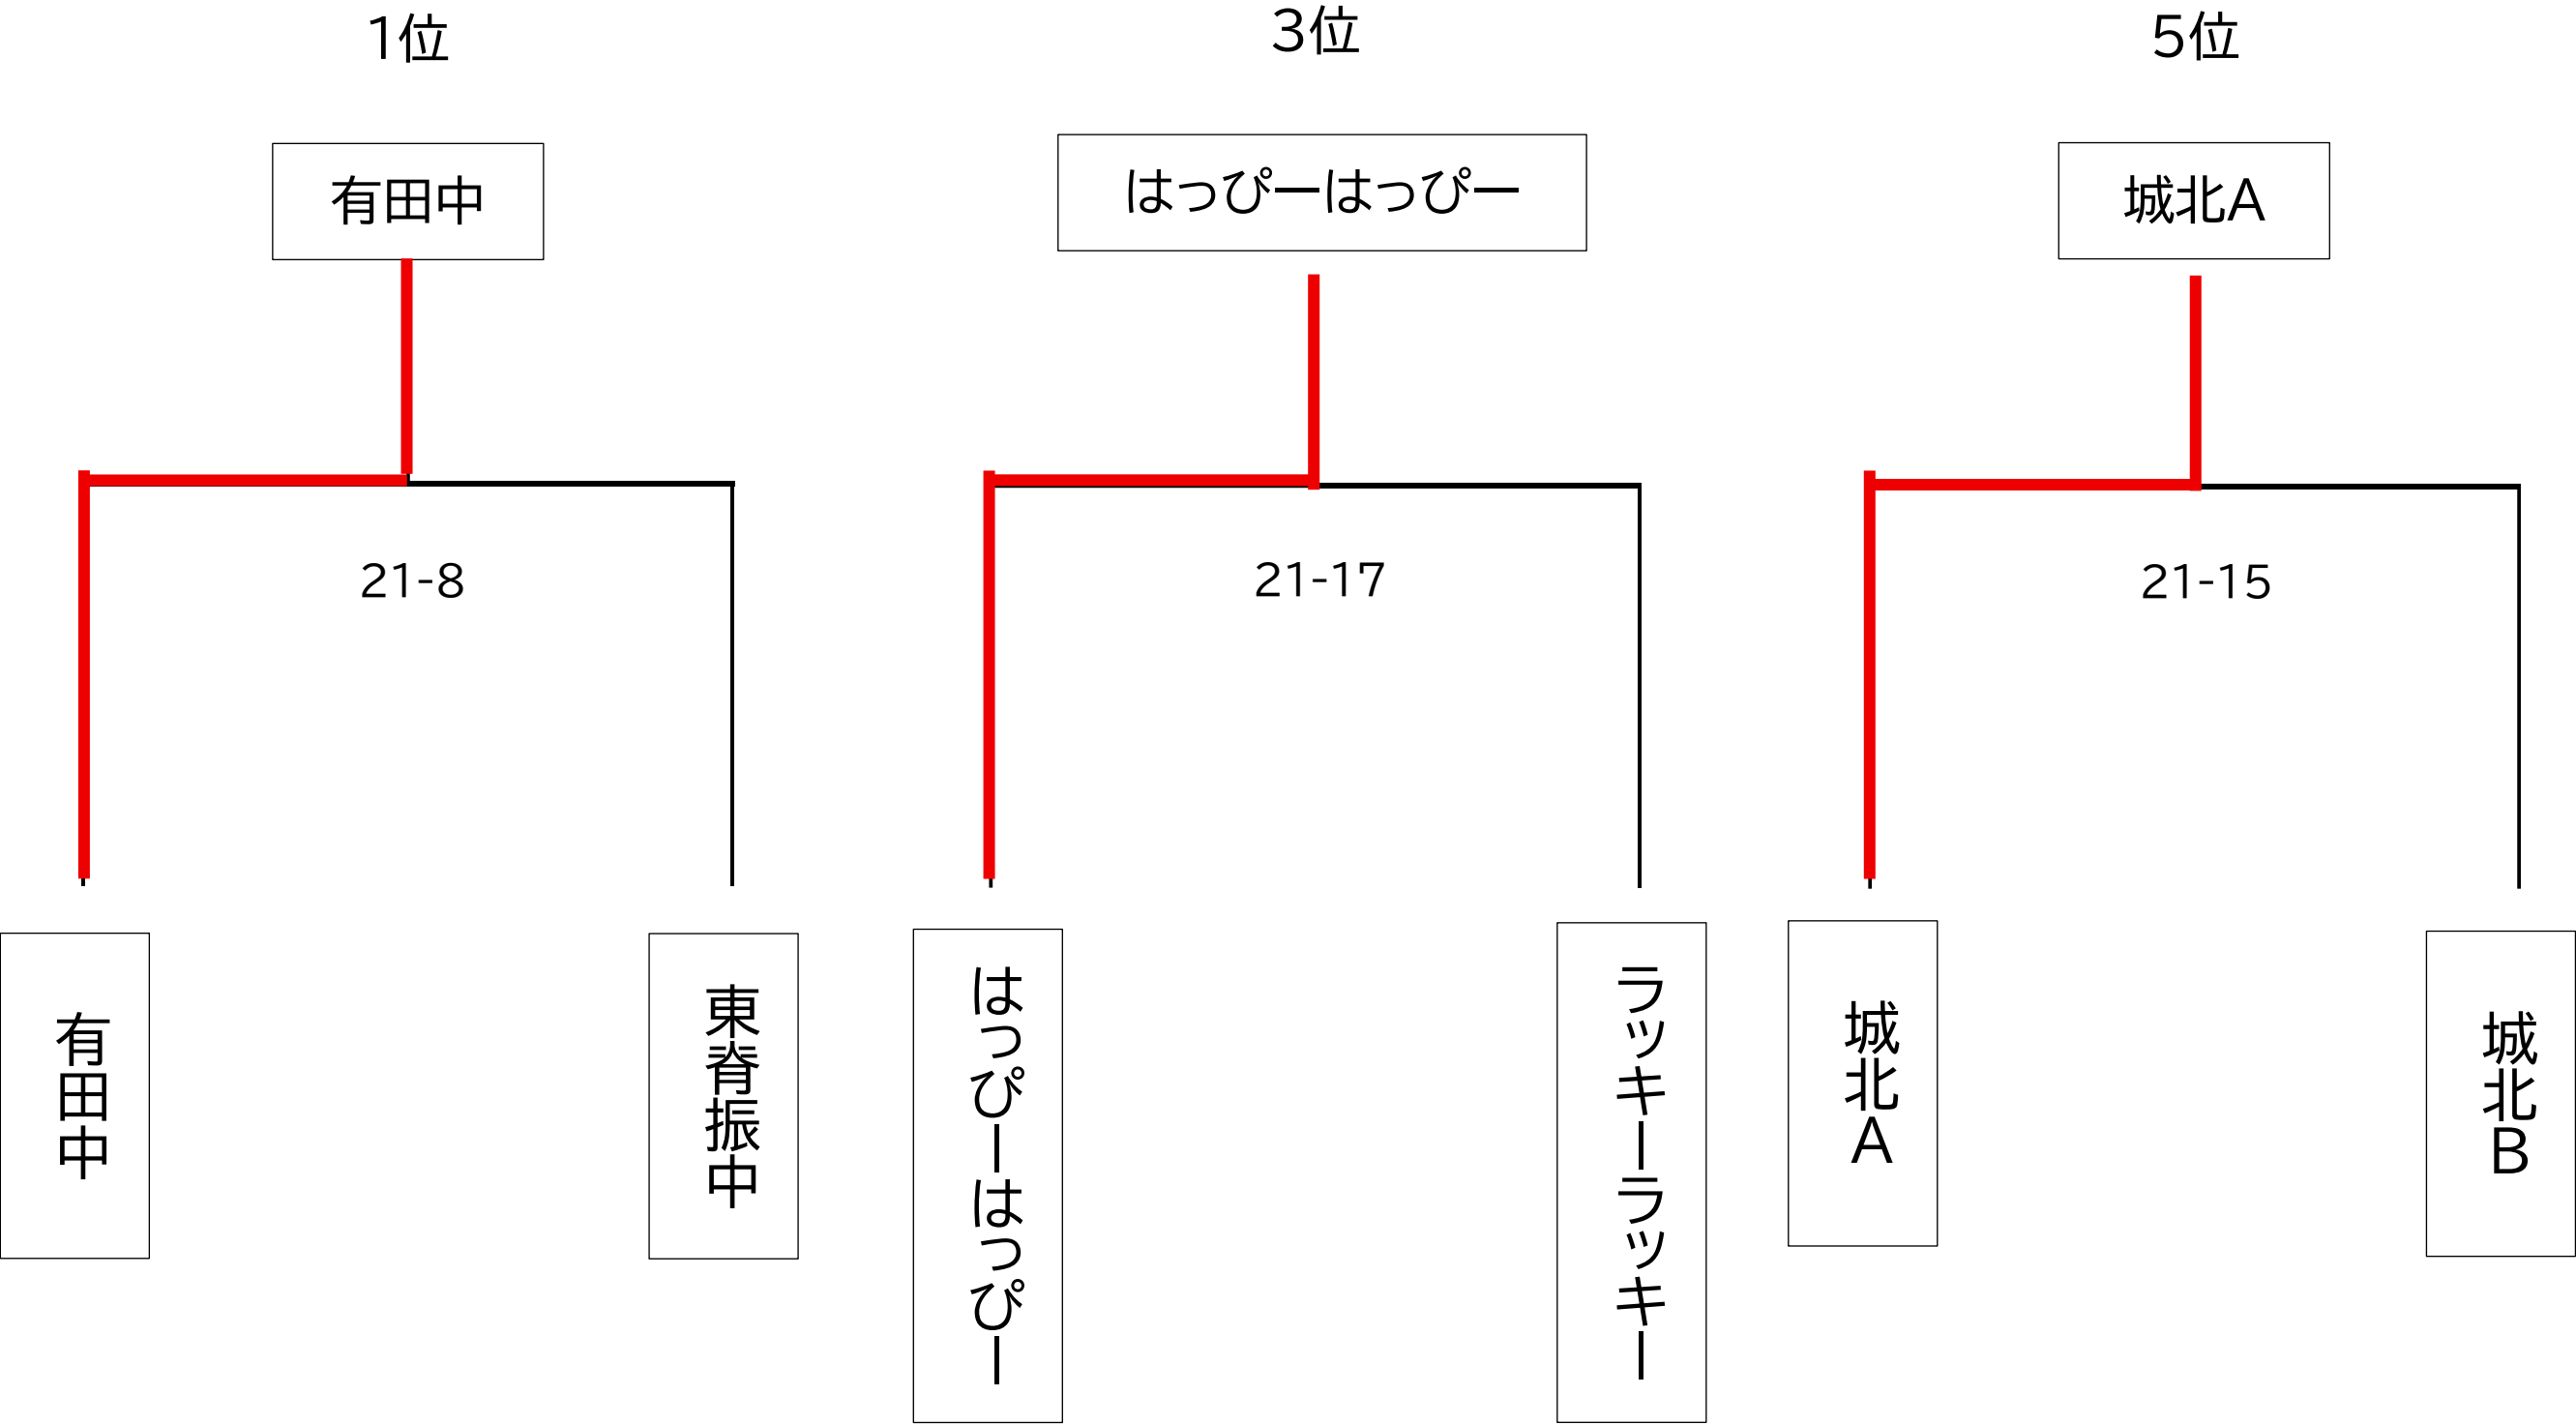 1位
3位
5位
有田中
はっぴーはっぴー
城北A
21-8
21-17
21-15
有田中
東脊振中
はっぴーはっぴー
ラッキーラッキー
城北A
城北B